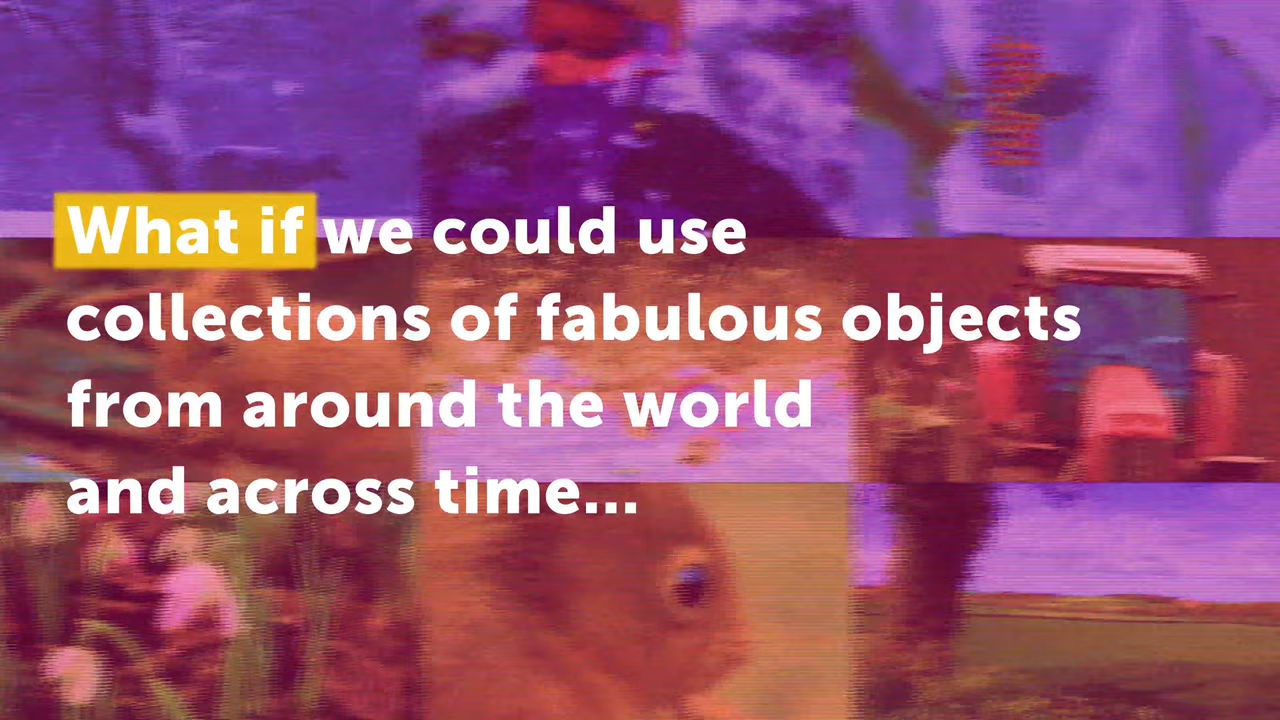 What if we could use
collections of fabulous objects
from around the world
and across time...